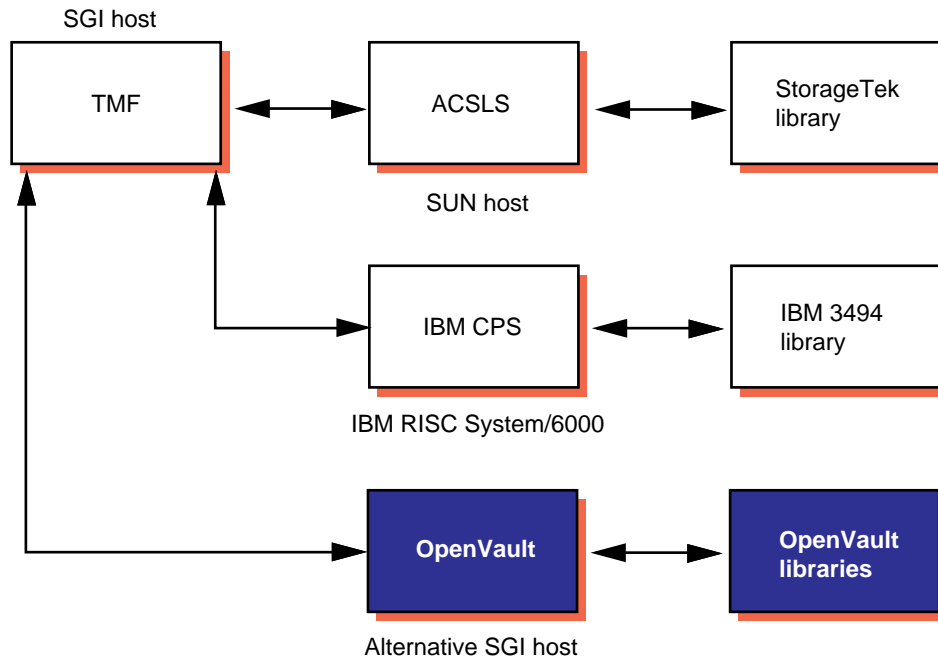 SGI host
TMF
ACSLS
StorageTek
library
SUN host
IBM CPS
IBM 3494
library
IBM RISC System/6000
OpenVault
OpenVault
libraries
Alternative SGI host